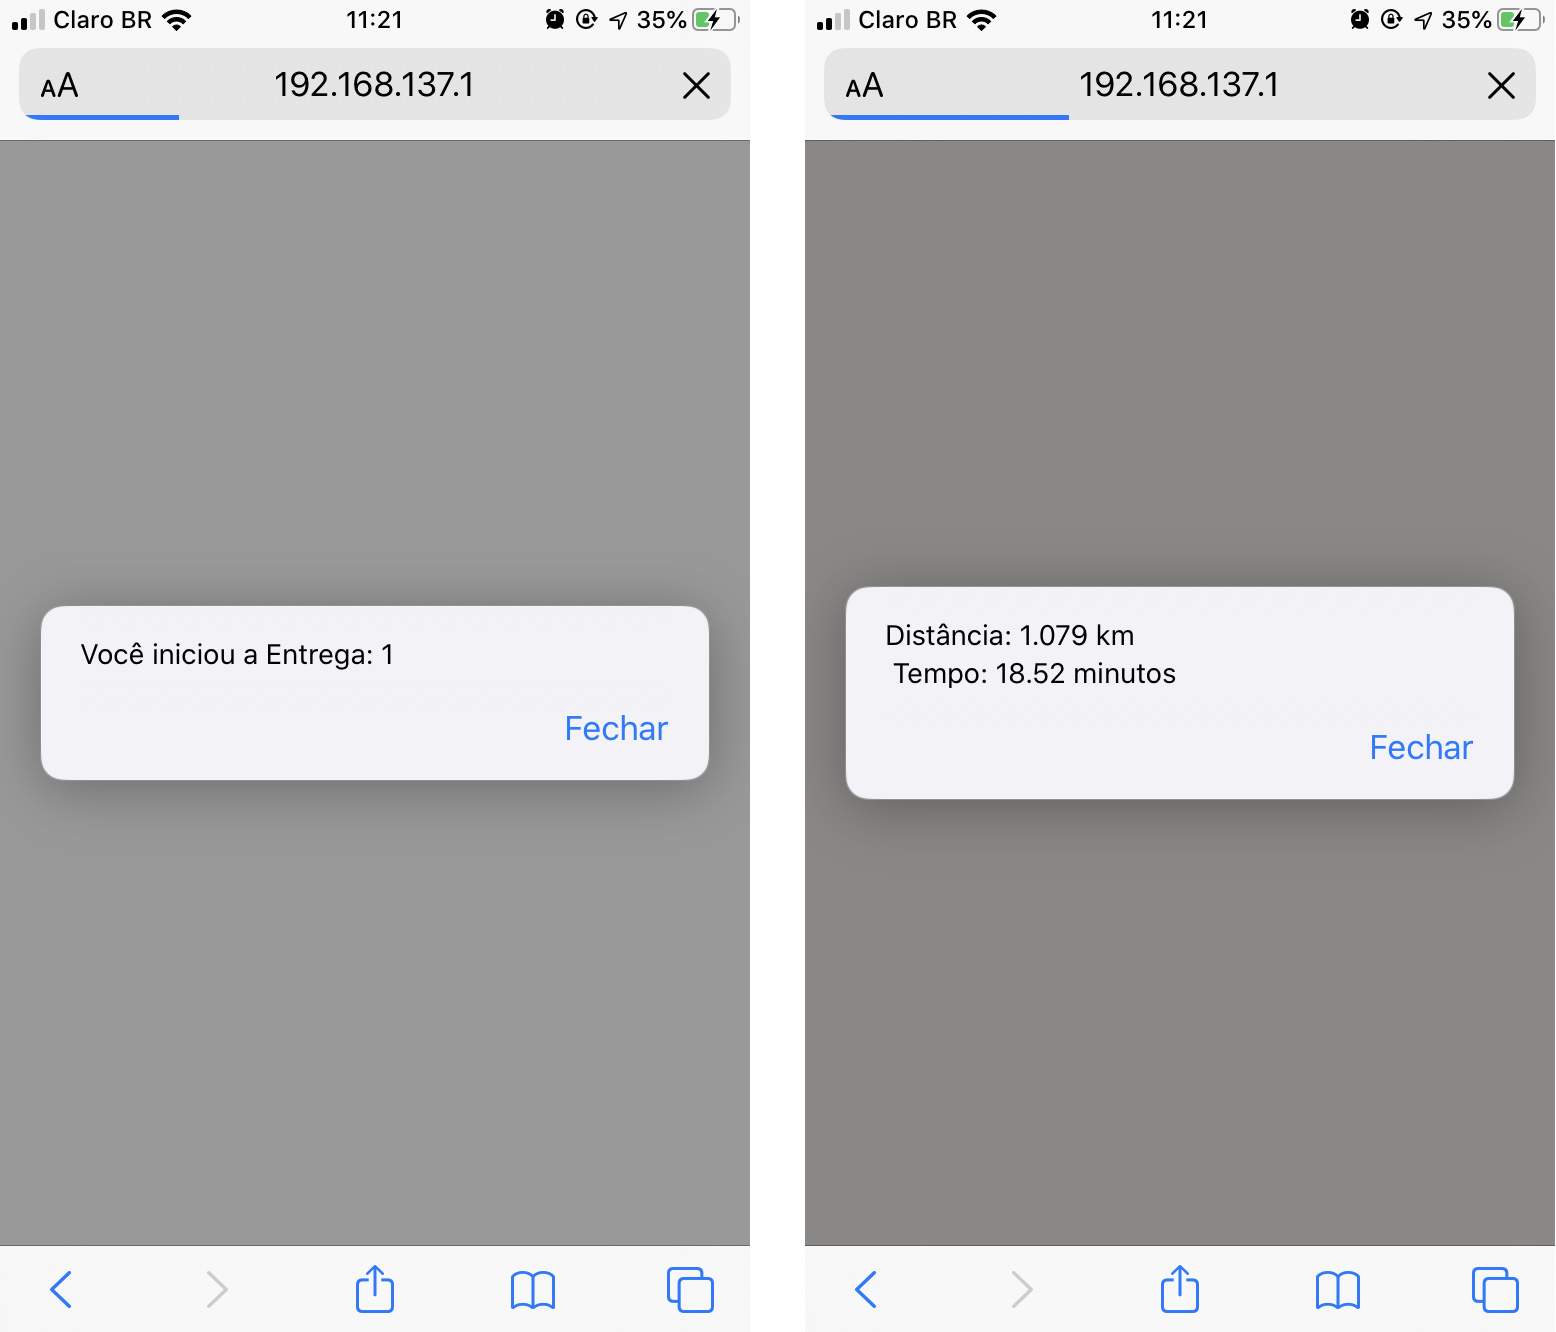 Claro BR 11:21 35%
AA 192.168.137.1
Você iniciou a Entrega: 1
Fechar
Claro BR 11:21 35%
AA 192.168.137.1
Distância: 1.079 km
Tempo: 18.52 minutos
Fechar